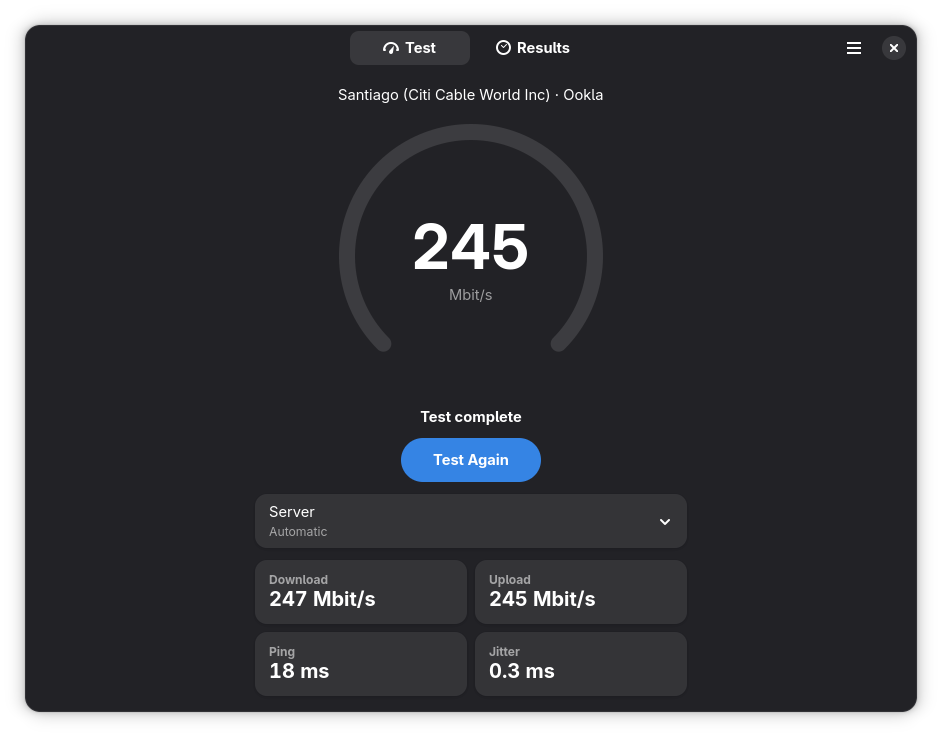 Test
Results
Santiago (Citi Cable World Inc) · Ookla
245
Mbit/s
Test complete
Test Again
Server
Automatic
Download
247 Mbit/s
Upload
245 Mbit/s
Ping
18 ms
Jitter
0.3 ms